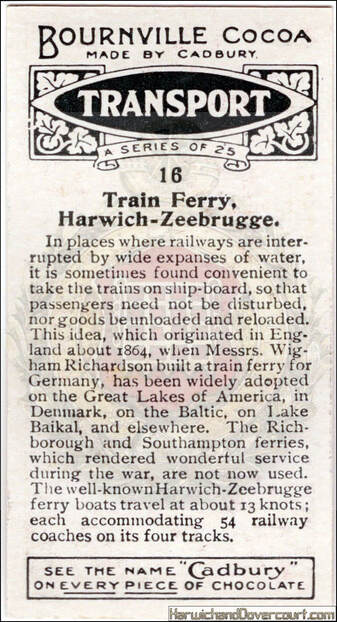 BOURNVILLE COCOA
MADE BY CADBURY.
TRANSPORT
A SERIES OF 25
16
Train Ferry,
Harwich-Zeebrugge.
In places where railways are inter-
rupted by wide expanses of water,
it is sometimes found convenient to
take the trains on ship-board, so that
passengers need not be disturbed,
nor goods be unloaded and reloaded.
This idea, which originated in Eng-
land about 1864, when Messrs. Wig-
ham Richardson built a train ferry for
Germany, has been widely adopted
on the Great Lakes of America, in
Denmark, on the Baltic, on Lake
Baikal, and elsewhere. The Rich-
borough and Southampton ferries,
which rendered wonderful service
during the war, are not now used.
The well-known Harwich-Zeebrugge
ferry boats travel at about 13 knots;
each accommodating 54 railway
coaches on its four tracks.
SEE THE NAME "Cadbury"
ON EVERY PIECE OF CHOCOLATE
HarwichandDovercourt.com